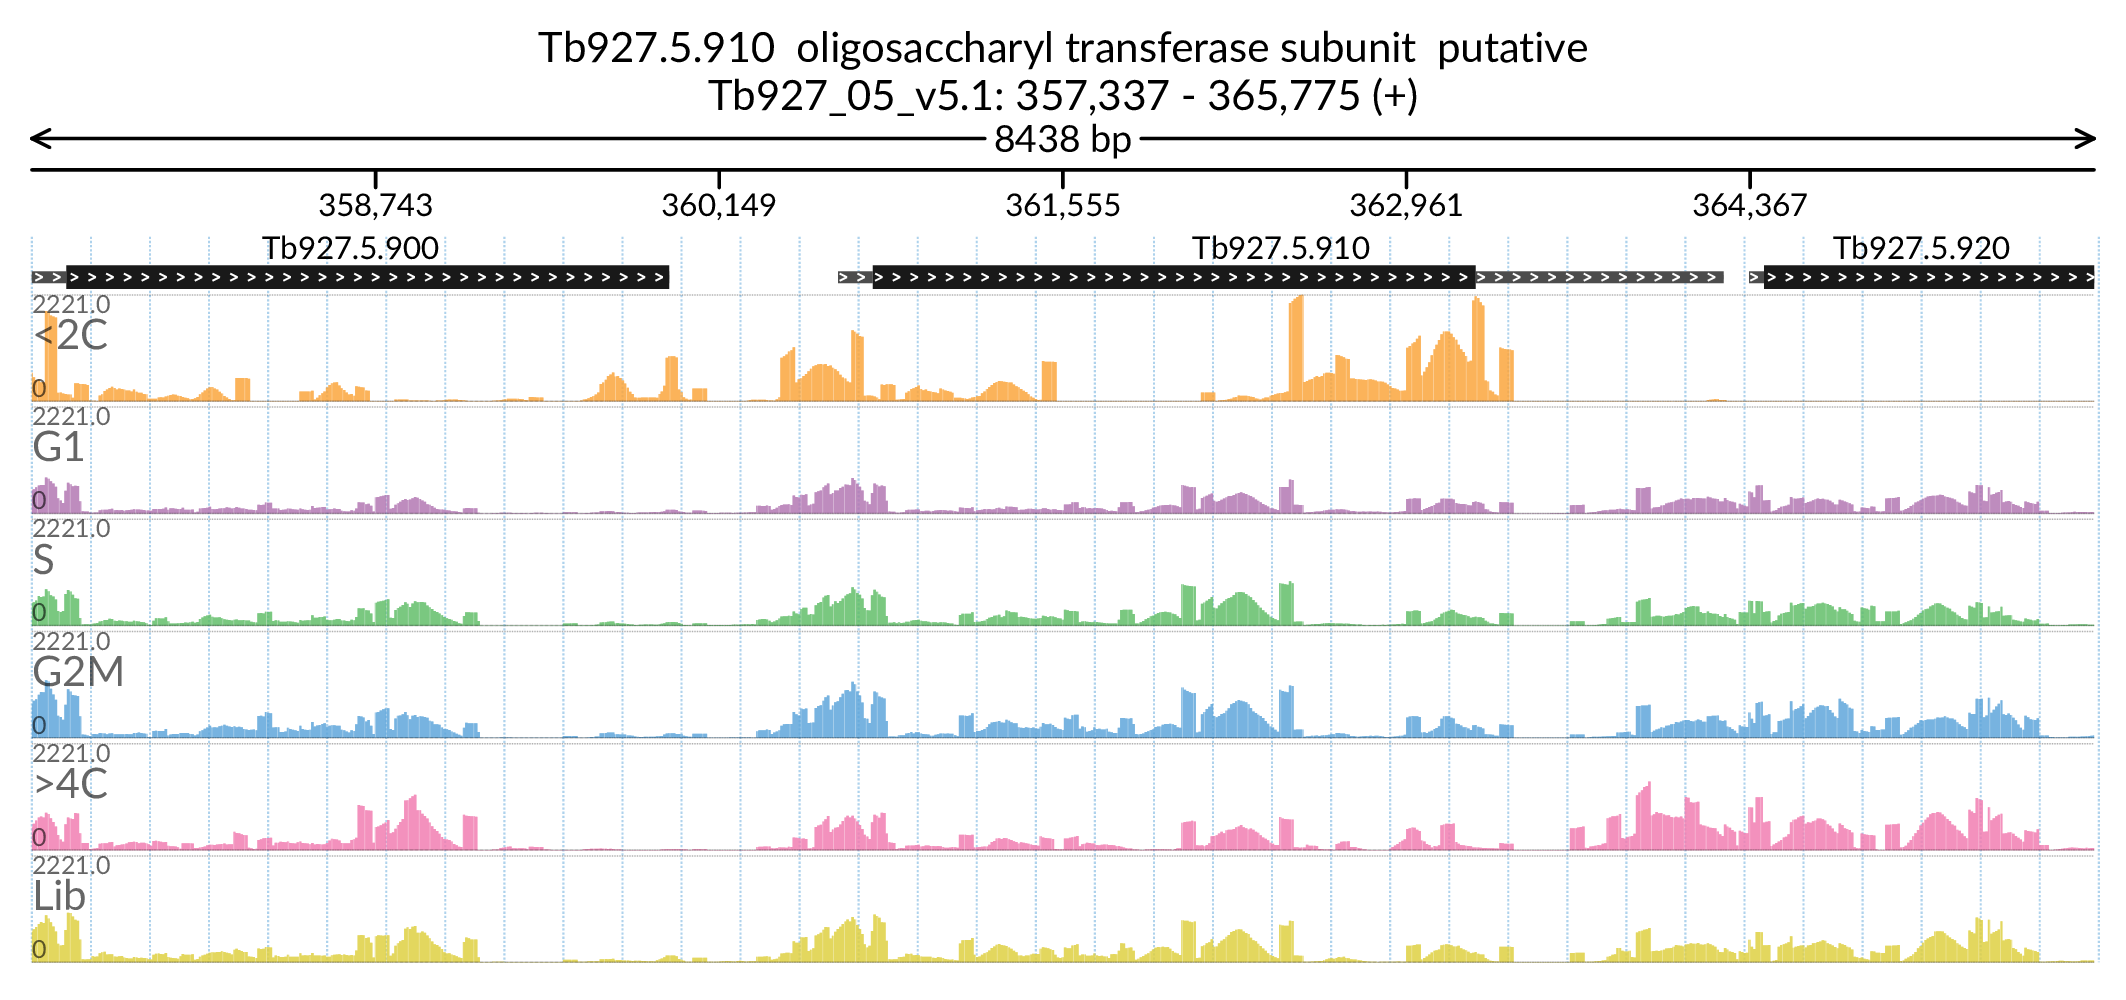 Tb927.5.910  oligosaccharyl transferase subunit  putative
Tb927_05_v5.1: 357,337 - 365,775 (+)
8438 bp
358,743 360,149 361,555 362,961 364,367
Tb927.5.900 Tb927.5.910 Tb927.5.920
2221.0
<2C
0
2221.0
G1
0
2221.0
S
0
2221.0
G2M
0
2221.0
>4C
0
2221.0
Lib
0